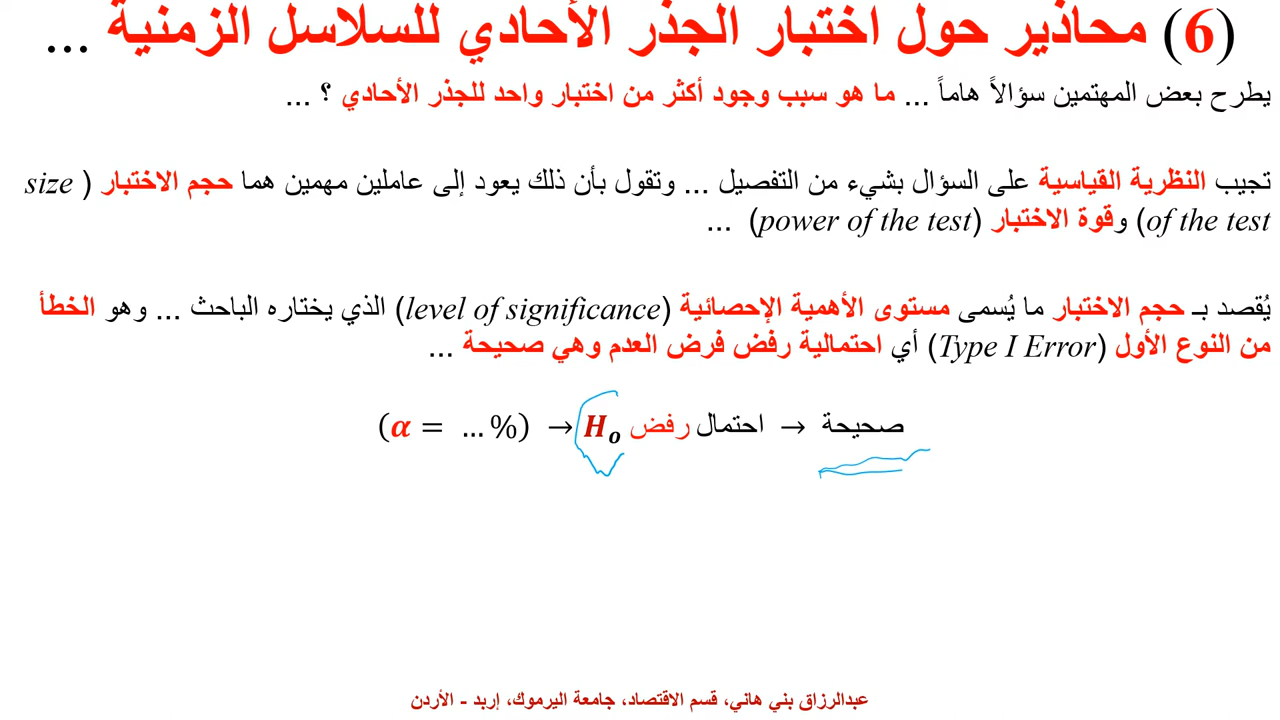 (6) محاذير حول اختبار الجذر الأحادي للسلاسل الزمنية ...
يطرح بعض المهتمين سؤالاً هاماً ... ما هو سبب وجود أكثر من اختبار واحد للجذر الأحادي ؟ ...
تجيب النظرية القياسية على السؤال بشيء من التفصيل ... وتقول بأن ذلك يعود إلى عاملين مهمين هما حجم الاختبار (size
of the test) وقوة الاختبار (power of the test) ...
يُقصد بـ حجم الاختبار ما يُسمى مستوى الأهمية الإحصائية (level of significance) الذي يختاره الباحث ... وهو الخطأ
من النوع الأول (Type I Error) أي احتمالية رفض فرض العدم وهي صحيحة ...
(α = ... %) → H₀ صحيحة → احتمال رفض
عبدالرزاق بني هاني، قسم الاقتصاد، جامعة اليرموك، إربد - الأردن